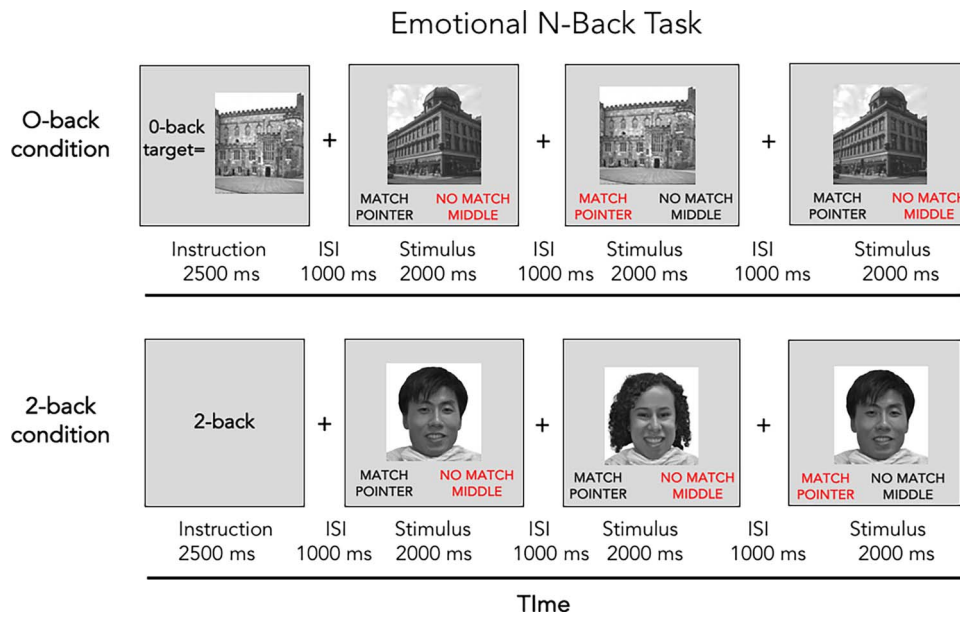 Emotional N-Back Task
O-back
condition
0-back
target=
+
MATCH
POINTER
NO MATCH
MIDDLE
+
MATCH
POINTER
NO MATCH
MIDDLE
+
MATCH
POINTER
NO MATCH
MIDDLE
Instruction
2500 ms
ISI
1000 ms
Stimulus
2000 ms
ISI
1000 ms
Stimulus
2000 ms
ISI
1000 ms
Stimulus
2000 ms
2-back
condition
2-back
+
MATCH
POINTER
NO MATCH
MIDDLE
+
MATCH
POINTER
NO MATCH
MIDDLE
+
MATCH
POINTER
NO MATCH
MIDDLE
Instruction
2500 ms
ISI
1000 ms
Stimulus
2000 ms
ISI
1000 ms
Stimulus
2000 ms
ISI
1000 ms
Stimulus
2000 ms
TIme